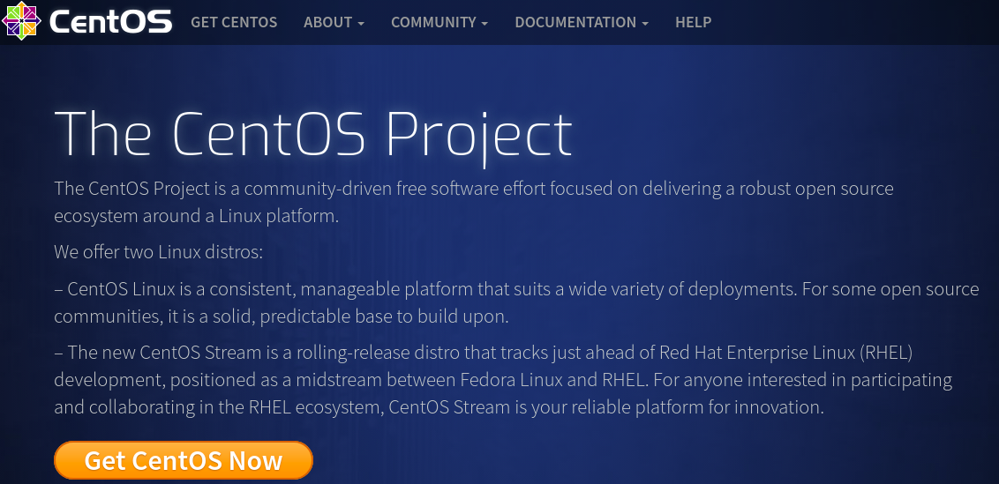 CentOS GET CENTOS ABOUT COMMUNITY DOCUMENTATION HELP
The CentOS Project
The CentOS Project is a community-driven free software effort focused on delivering a robust open source
ecosystem around a Linux platform.
We offer two Linux distros:
– CentOS Linux is a consistent, manageable platform that suits a wide variety of deployments. For some open source
communities, it is a solid, predictable base to build upon.
– The new CentOS Stream is a rolling-release distro that tracks just ahead of Red Hat Enterprise Linux (RHEL)
development, positioned as a midstream between Fedora Linux and RHEL. For anyone interested in participating
and collaborating in the RHEL ecosystem, CentOS Stream is your reliable platform for innovation.
Get CentOS Now